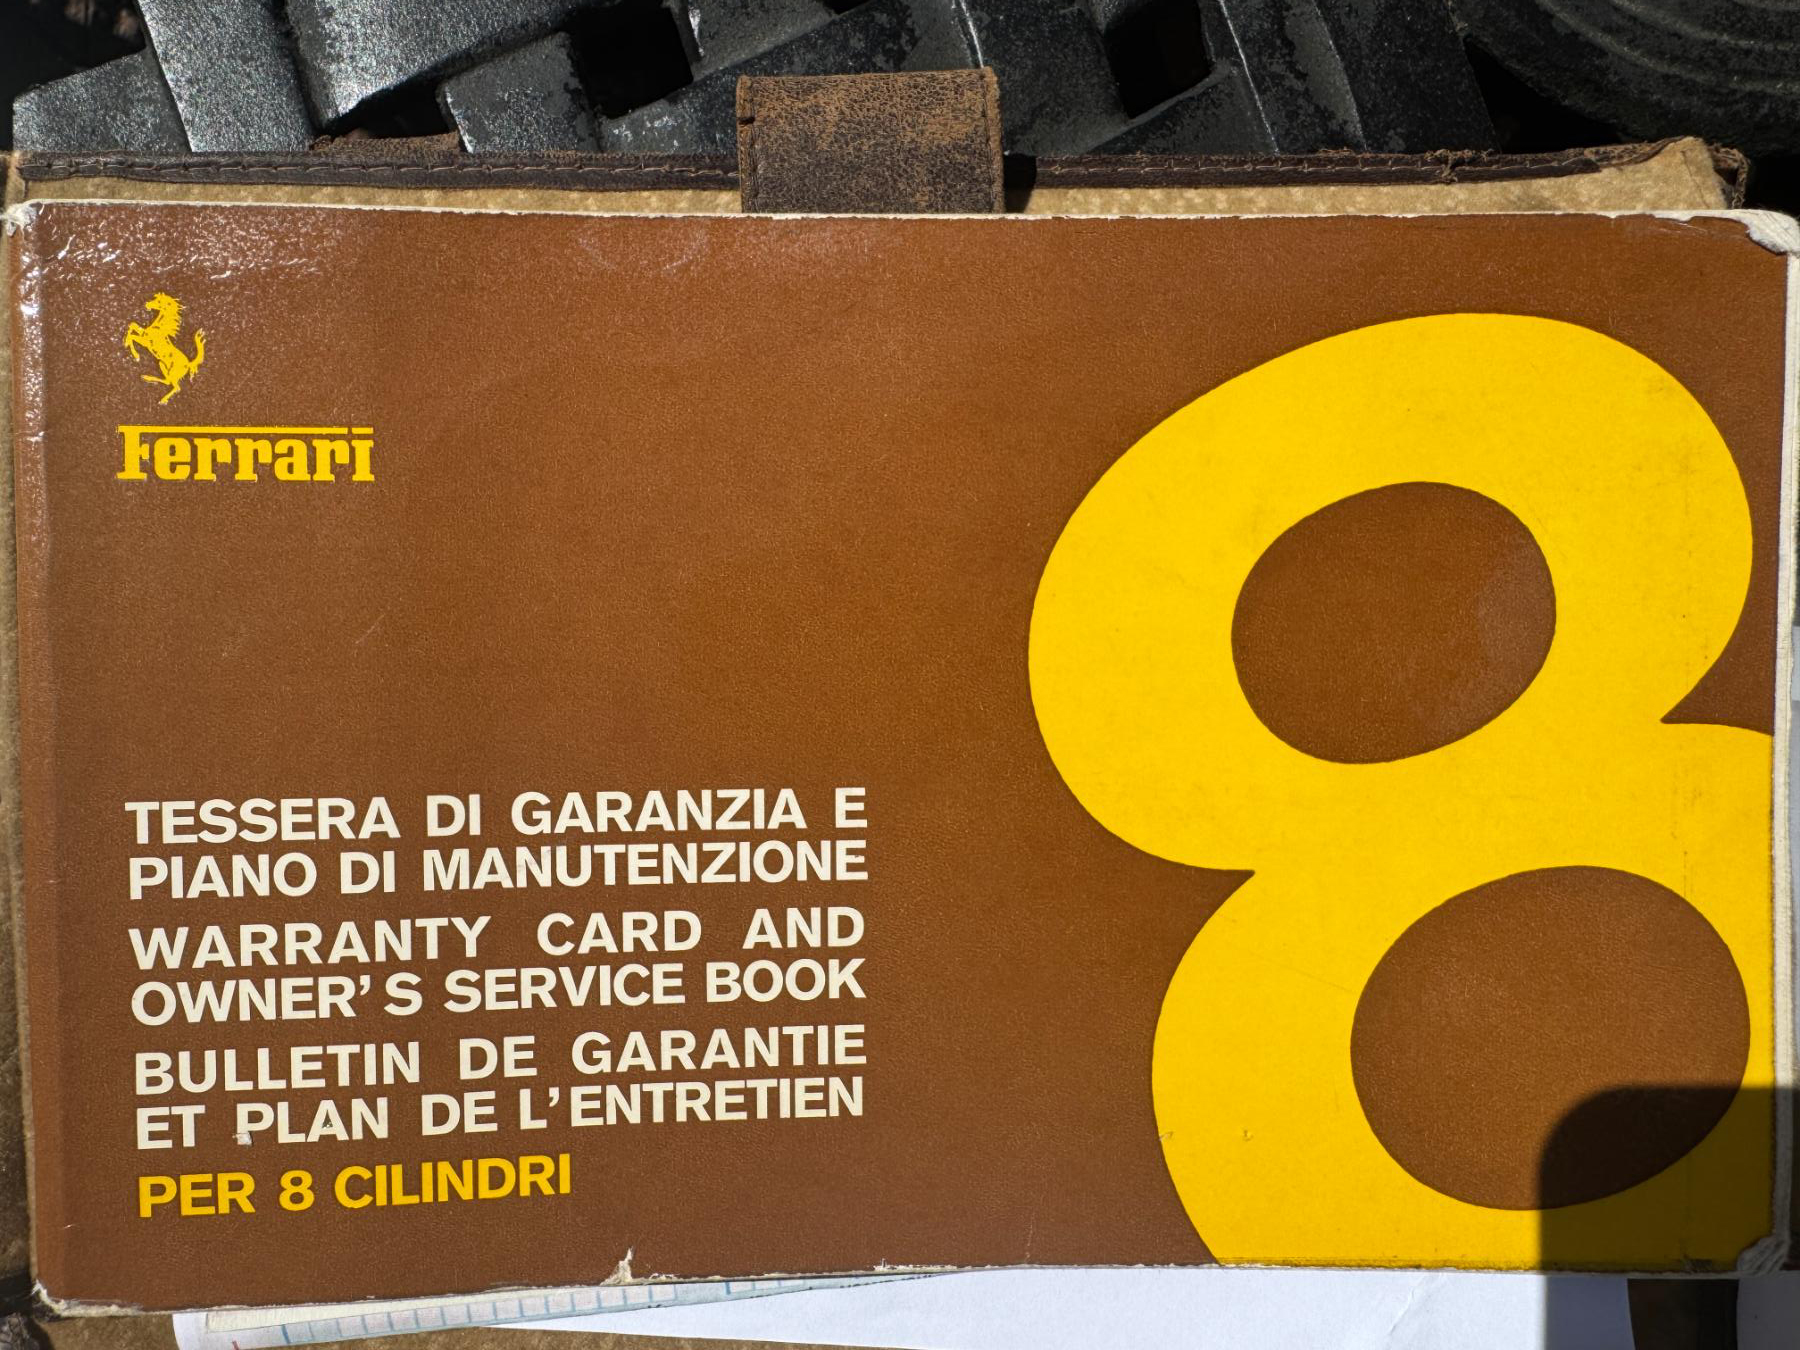 Ferrari
TESSERA DI GARANZIA E
PIANO DI MANUTENZIONE
WARRANTY CARD AND
OWNER'S SERVICE BOOK
BULLETIN DE GARANTIE
ET PLAN DE L'ENTRETIEN
PER 8 CILINDRI
8